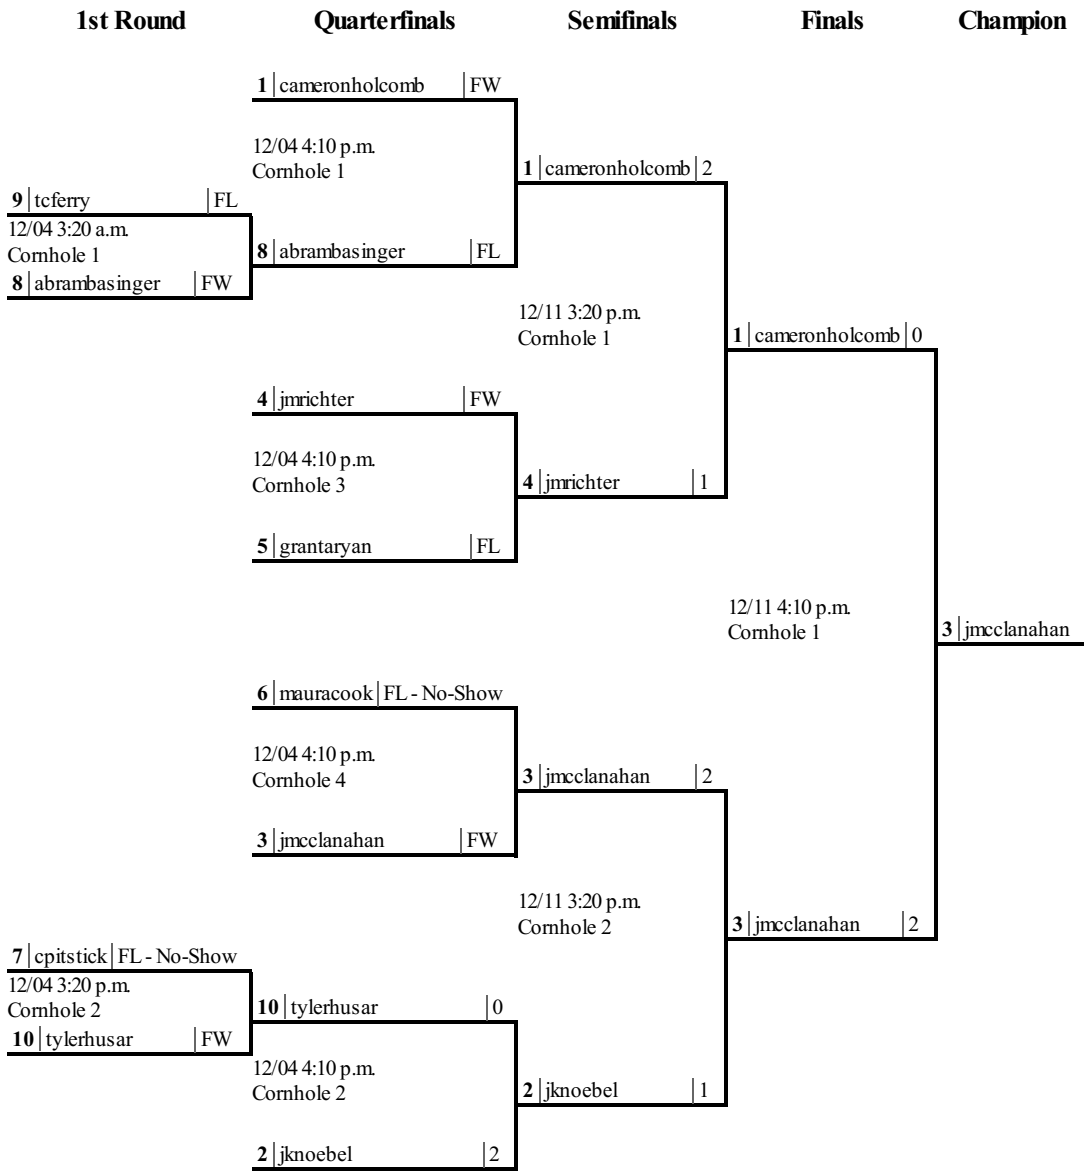 1st Round Quarterfinals Semifinals Finals Champion
1 cameronholcomb FW
12/04 4:10 p.m.
Cornhole 1
1 cameronholcomb 2
9 tcferry FL
12/04 3:20 a.m.
Cornhole 1
8 abrambasinger FW
8 abrambasinger FL
12/11 3:20 p.m.
Cornhole 1
1 cameronholcomb 0
4 jmrichter FW
12/04 4:10 p.m.
Cornhole 3
4 jmrichter 1
5 grantaryan FL
12/11 4:10 p.m.
Cornhole 1
3 jmcclanahan
6 mauracook FL - No-Show
12/04 4:10 p.m.
Cornhole 4
3 jmcclanahan 2
3 jmcclanahan FW
12/11 3:20 p.m.
Cornhole 2
3 jmcclanahan 2
7 cpitstick FL - No-Show
12/04 3:20 p.m.
Cornhole 2
10 tylerhusar FW
10 tylerhusar 0
12/04 4:10 p.m.
Cornhole 2
2 jknoebel 1
2 jknoebel 2